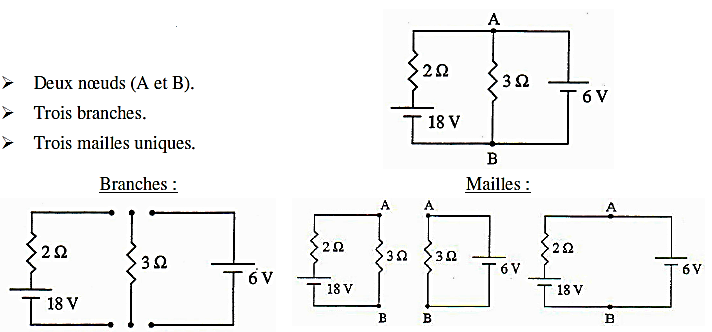 A
2 Ω
3 Ω
6 V
18 V
B
➢ Deux nœuds (A et B).
➢ Trois branches.
➢ Trois mailles uniques.
Branches :
Mailles :
2 Ω
3 Ω
18 V
6 V
A
2 Ω
3 Ω
18 V
B
A
3 Ω
6 V
B
A
2 Ω
18 V
6 V
B